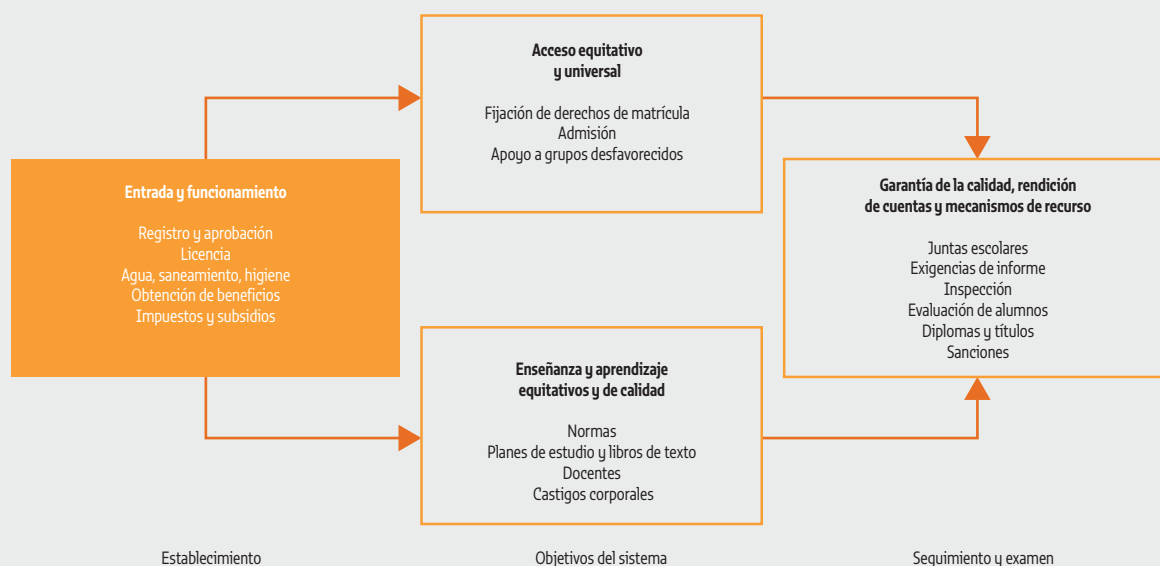 Acceso equitativo
y universal
Fijación de derechos de matrícula
Admisión
Apoyo a grupos desfavorecidos
Entrada y funcionamiento
Registro y aprobación
Licencia
Agua, saneamiento, higiene
Obtención de beneficios
Impuestos y subsidios
Garantía de la calidad, rendición
de cuentas y mecanismos de recurso
Juntas escolares
Exigencias de informe
Inspección
Evaluación de alumnos
Diplomas y títulos
Sanciones
Enseñanza y aprendizaje
equitativos y de calidad
Normas
Planes de estudio y libros de texto
Docentes
Castigos corporales
Establecimiento
Objetivos del sistema
Seguimiento y examen